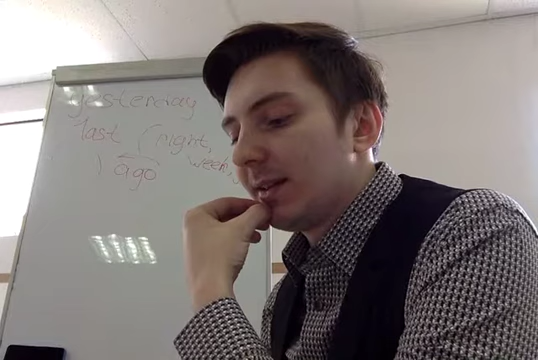 yesterday
last (night,
week,
ago